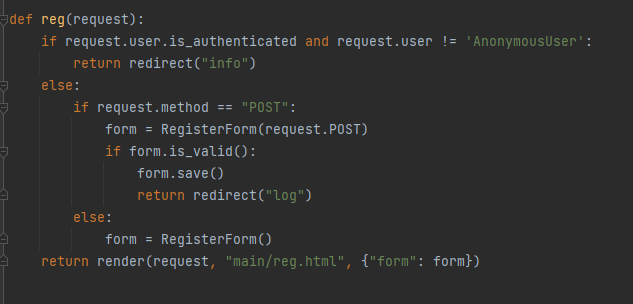 def reg(request):
    if request.user.is_authenticated and request.user != 'AnonymousUser':
        return redirect("info")
    else:
        if request.method == "POST":
            form = RegisterForm(request.POST)
            if form.is_valid():
                form.save()
                return redirect("log")
        else:
            form = RegisterForm()
    return render(request, "main/reg.html", {"form": form})